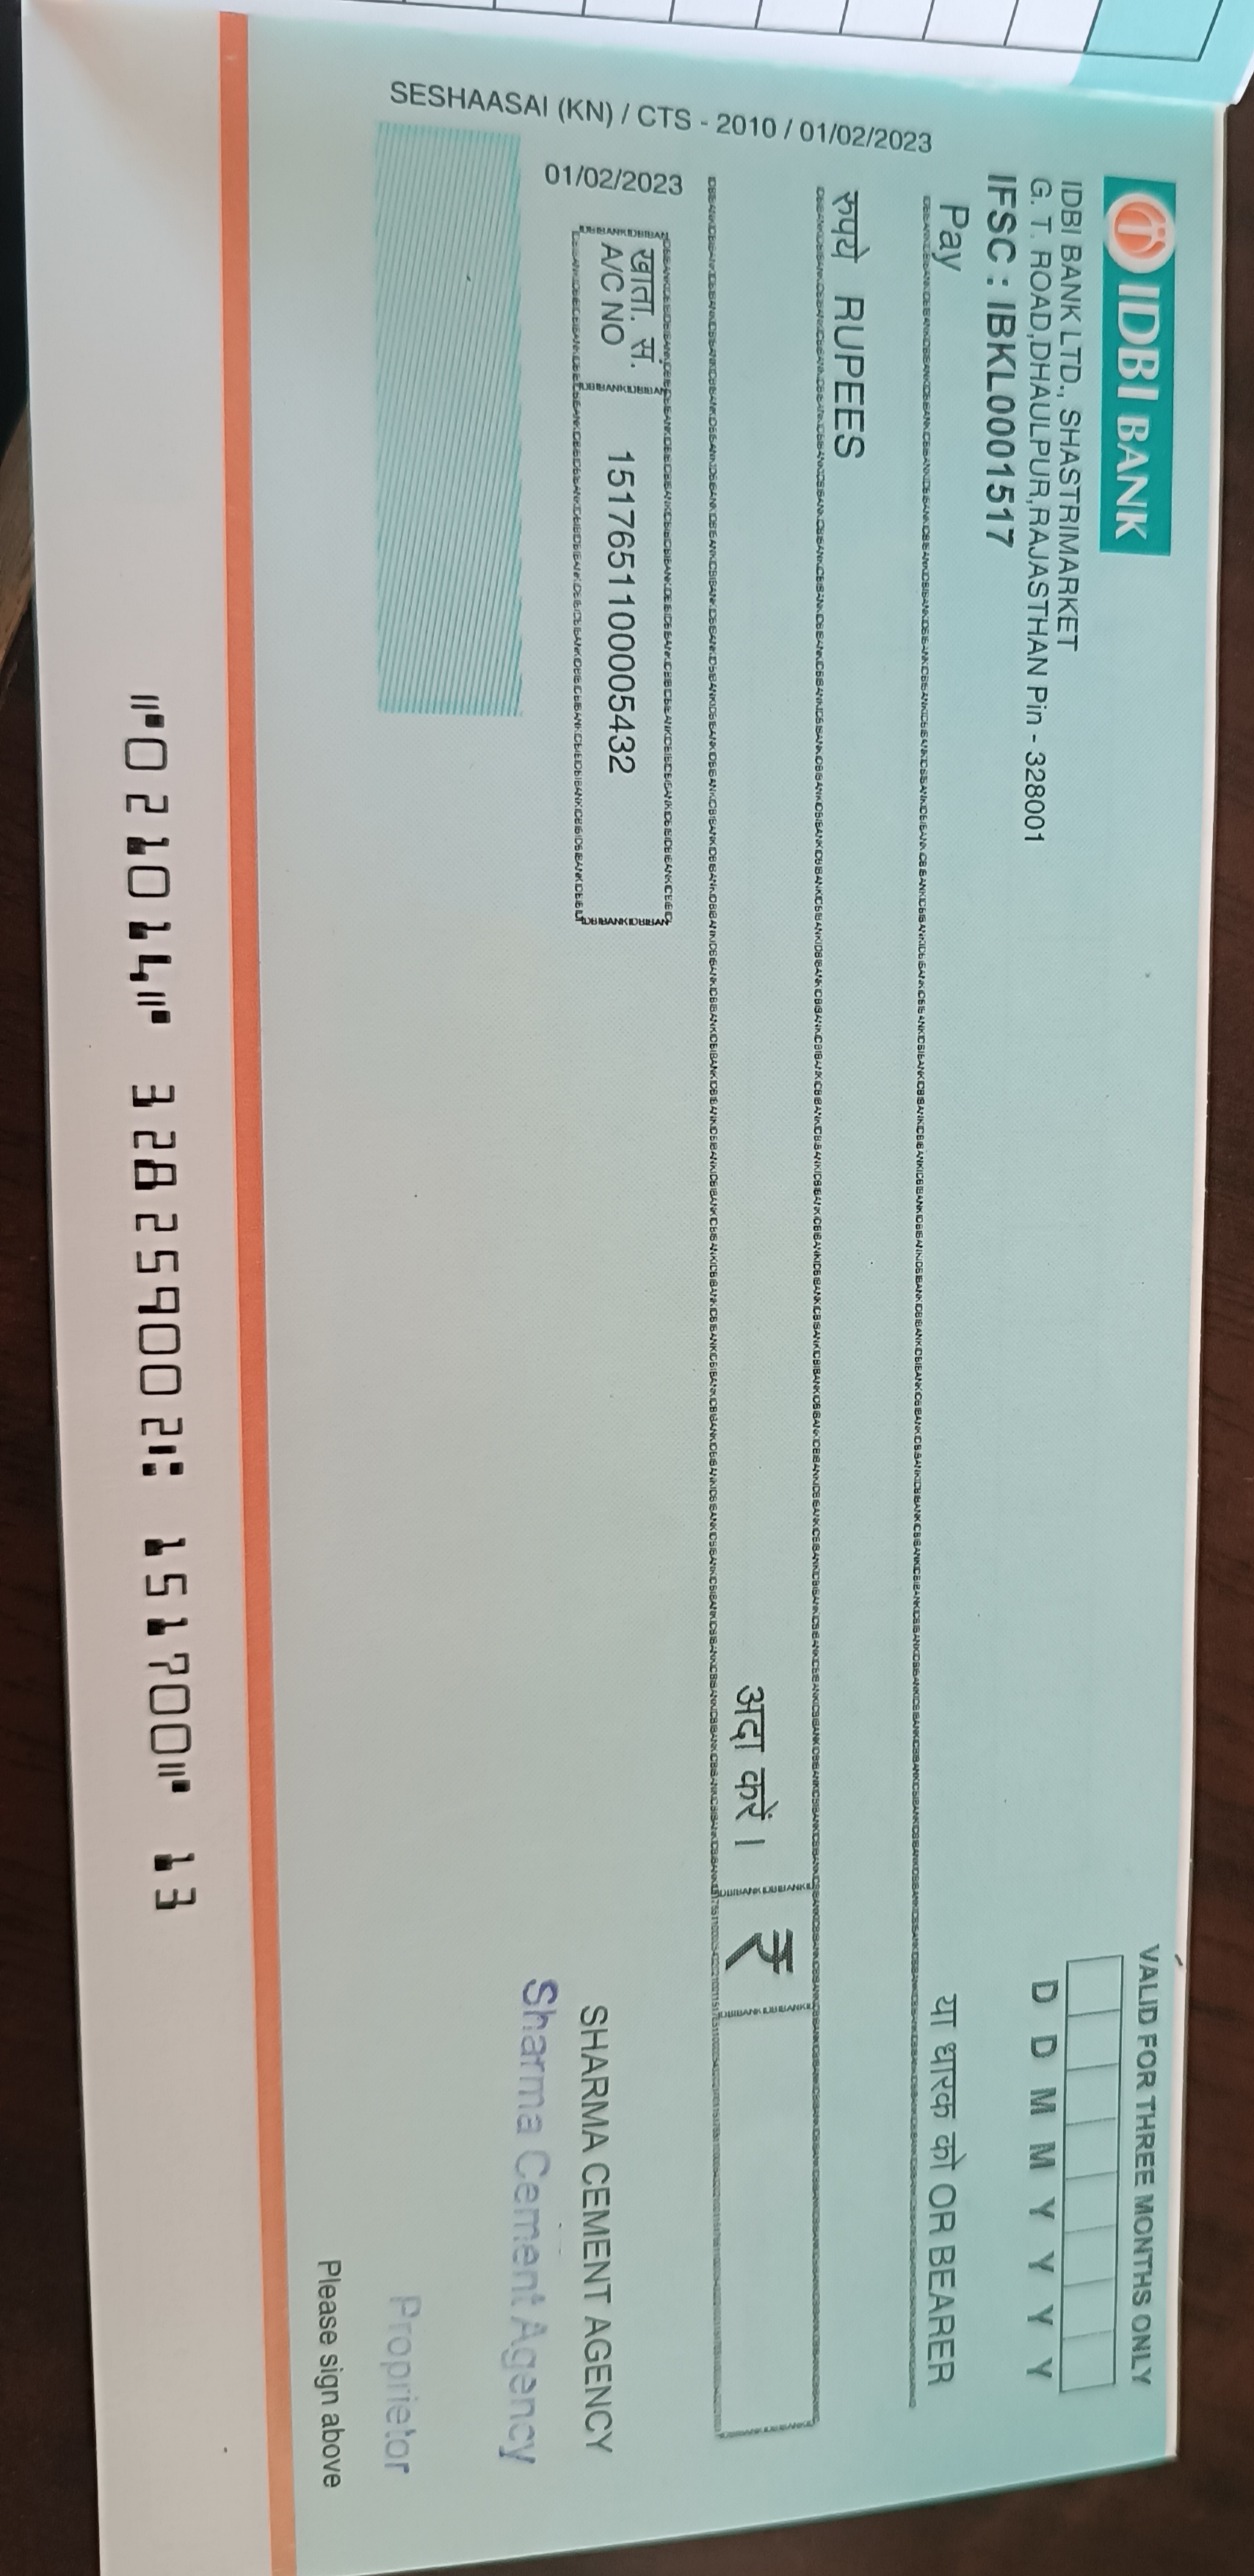 IDBI BANK
VALID FOR THREE MONTHS ONLY
IDBI BANK LTD., SHASTRIMARKET
G. T. ROAD,DHAULPUR,RAJASTHAN Pin - 328001
D D M M Y Y Y Y
IFSC : IBKL0001517
Pay
या धारक को OR BEARER
रुपये RUPEES
अदा करें।
₹
SESHAASAI (KN) / CTS - 2010 / 01/02/2023
01/02/2023
खाता. स.
A/C NO
1517651100005432
SHARMA CEMENT AGENCY
Sharma Cement Agency
Proprietor
Please sign above
⑈021014⑈ 328259002⑆ 151700⑈ 13